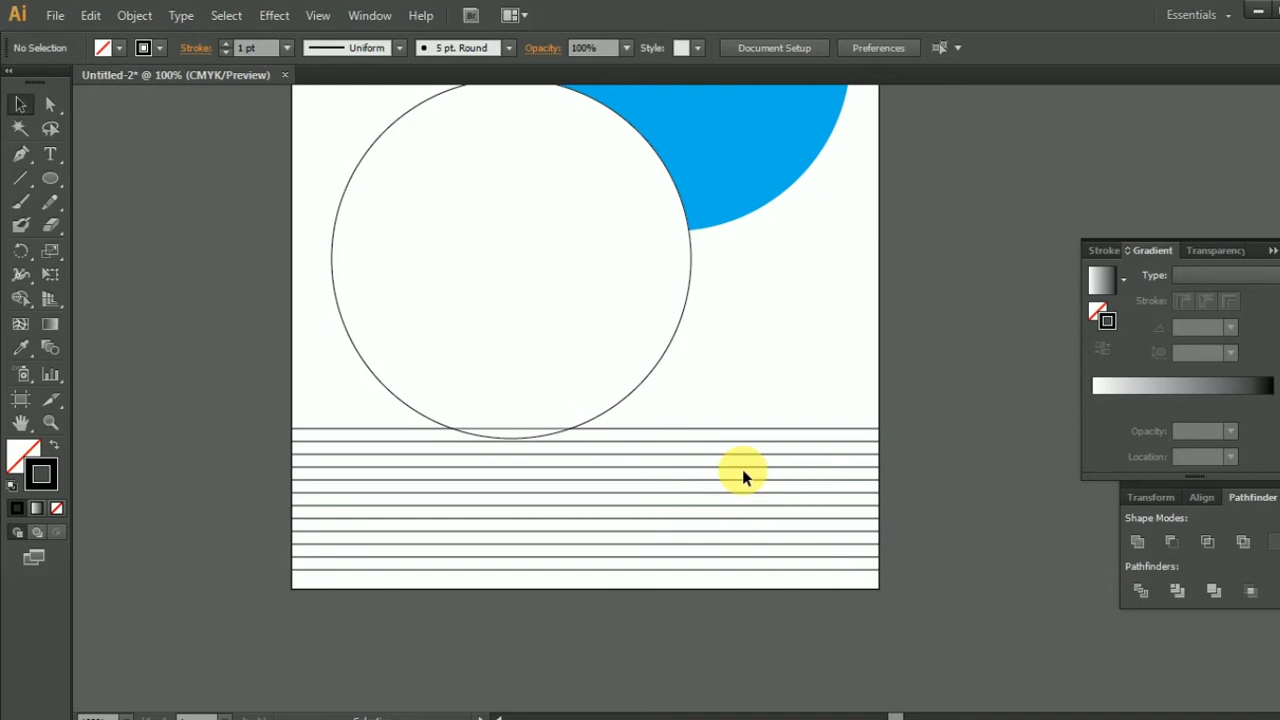 Ai File Edit Object Type Select Effect View Window Help Br Essentials
No Selection Stroke: 1 pt Uniform 5 pt. Round Opacity: 100% Style: Document Setup Preferences
Untitled-2* @ 100% (CMYK/Preview) ×
Stroke Gradient Transparency
Type:
Stroke:
Opacity:
Location:
Transform Align Pathfinder
Shape Modes:
Pathfinders: